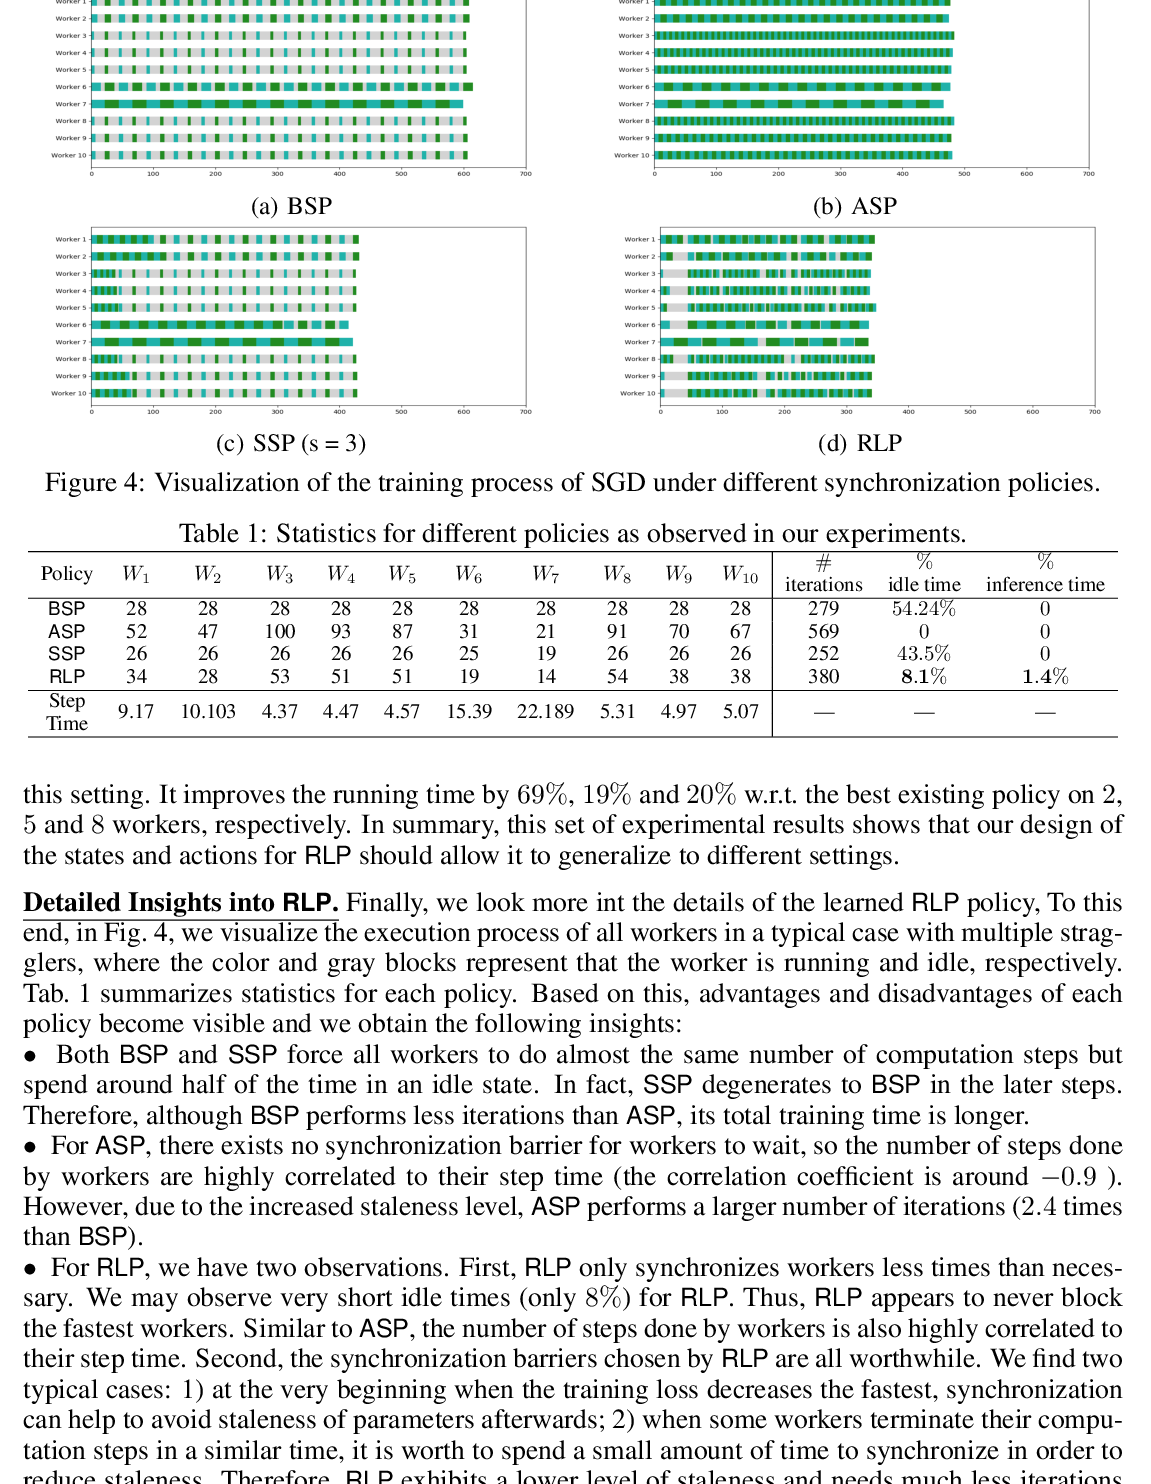 Worker 1
Worker 2
Worker 3
Worker 4
Worker 5
Worker 6
Worker 7
Worker 8
Worker 9
Worker 10
0 100 200 300 400 500 600 700
(a) BSP
Worker 1
Worker 2
Worker 3
Worker 4
Worker 5
Worker 6
Worker 7
Worker 8
Worker 9
Worker 10
0 100 200 300 400 500 600 700
(b) ASP
Worker 1
Worker 2
Worker 3
Worker 4
Worker 5
Worker 6
Worker 7
Worker 8
Worker 9
Worker 10
0 100 200 300 400 500 600 700
(c) SSP (s = 3)
Worker 1
Worker 2
Worker 3
Worker 4
Worker 5
Worker 6
Worker 7
Worker 8
Worker 9
Worker 10
0 100 200 300 400 500 600 700
(d) RLP
Figure 4: Visualization of the training process of SGD under different synchronization policies.
Table 1: Statistics for different policies as observed in our experiments.
Policy W1 W2 W3 W4 W5 W6 W7 W8 W9 W10 # iterations % idle time % inference time
BSP 28 28 28 28 28 28 28 28 28 28 279 54.24% 0
ASP 52 47 100 93 87 31 21 91 70 67 569 0 0
SSP 26 26 26 26 26 25 19 26 26 26 252 43.5% 0
RLP 34 28 53 51 51 19 14 54 38 38 380 8.1% 1.4%
Step Time 9.17 10.103 4.37 4.47 4.57 15.39 22.189 5.31 4.97 5.07 — — —
this setting. It improves the running time by 69%, 19% and 20% w.r.t. the best existing policy on 2,
5 and 8 workers, respectively. In summary, this set of experimental results shows that our design of
the states and actions for RLP should allow it to generalize to different settings.
Detailed Insights into RLP. Finally, we look more int the details of the learned RLP policy, To this
end, in Fig. 4, we visualize the execution process of all workers in a typical case with multiple strag-
glers, where the color and gray blocks represent that the worker is running and idle, respectively.
Tab. 1 summarizes statistics for each policy. Based on this, advantages and disadvantages of each
policy become visible and we obtain the following insights:
• Both BSP and SSP force all workers to do almost the same number of computation steps but
spend around half of the time in an idle state. In fact, SSP degenerates to BSP in the later steps.
Therefore, although BSP performs less iterations than ASP, its total training time is longer.
• For ASP, there exists no synchronization barrier for workers to wait, so the number of steps done
by workers are highly correlated to their step time (the correlation coefficient is around −0.9 ).
However, due to the increased staleness level, ASP performs a larger number of iterations (2.4 times
than BSP).
• For RLP, we have two observations. First, RLP only synchronizes workers less times than neces-
sary. We may observe very short idle times (only 8%) for RLP. Thus, RLP appears to never block
the fastest workers. Similar to ASP, the number of steps done by workers is also highly correlated to
their step time. Second, the synchronization barriers chosen by RLP are all worthwhile. We find two
typical cases: 1) at the very beginning when the training loss decreases the fastest, synchronization
can help to avoid staleness of parameters afterwards; 2) when some workers terminate their compu-
tation steps in a similar time, it is worth to spend a small amount of time to synchronize in order to
reduce staleness. Therefore, RLP exhibits a lower level of staleness and needs much less iterations